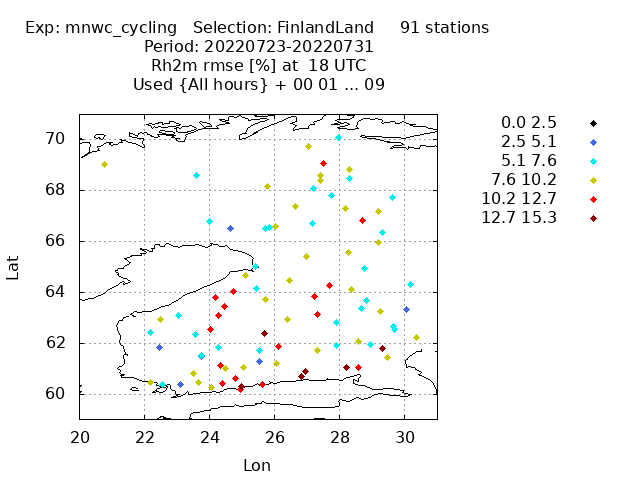 Exp: mnwc_cycling   Selection: FinlandLand     91 stations
Period: 20220723-20220731
Rh2m rmse [%] at  18 UTC
Used {All hours} + 00 01 ... 09
0.0 2.5
2.5 5.1
5.1 7.6
7.6 10.2
10.2 12.7
12.7 15.3
Lat
70
68
66
64
62
60
20 22 24 26 28 30
Lon